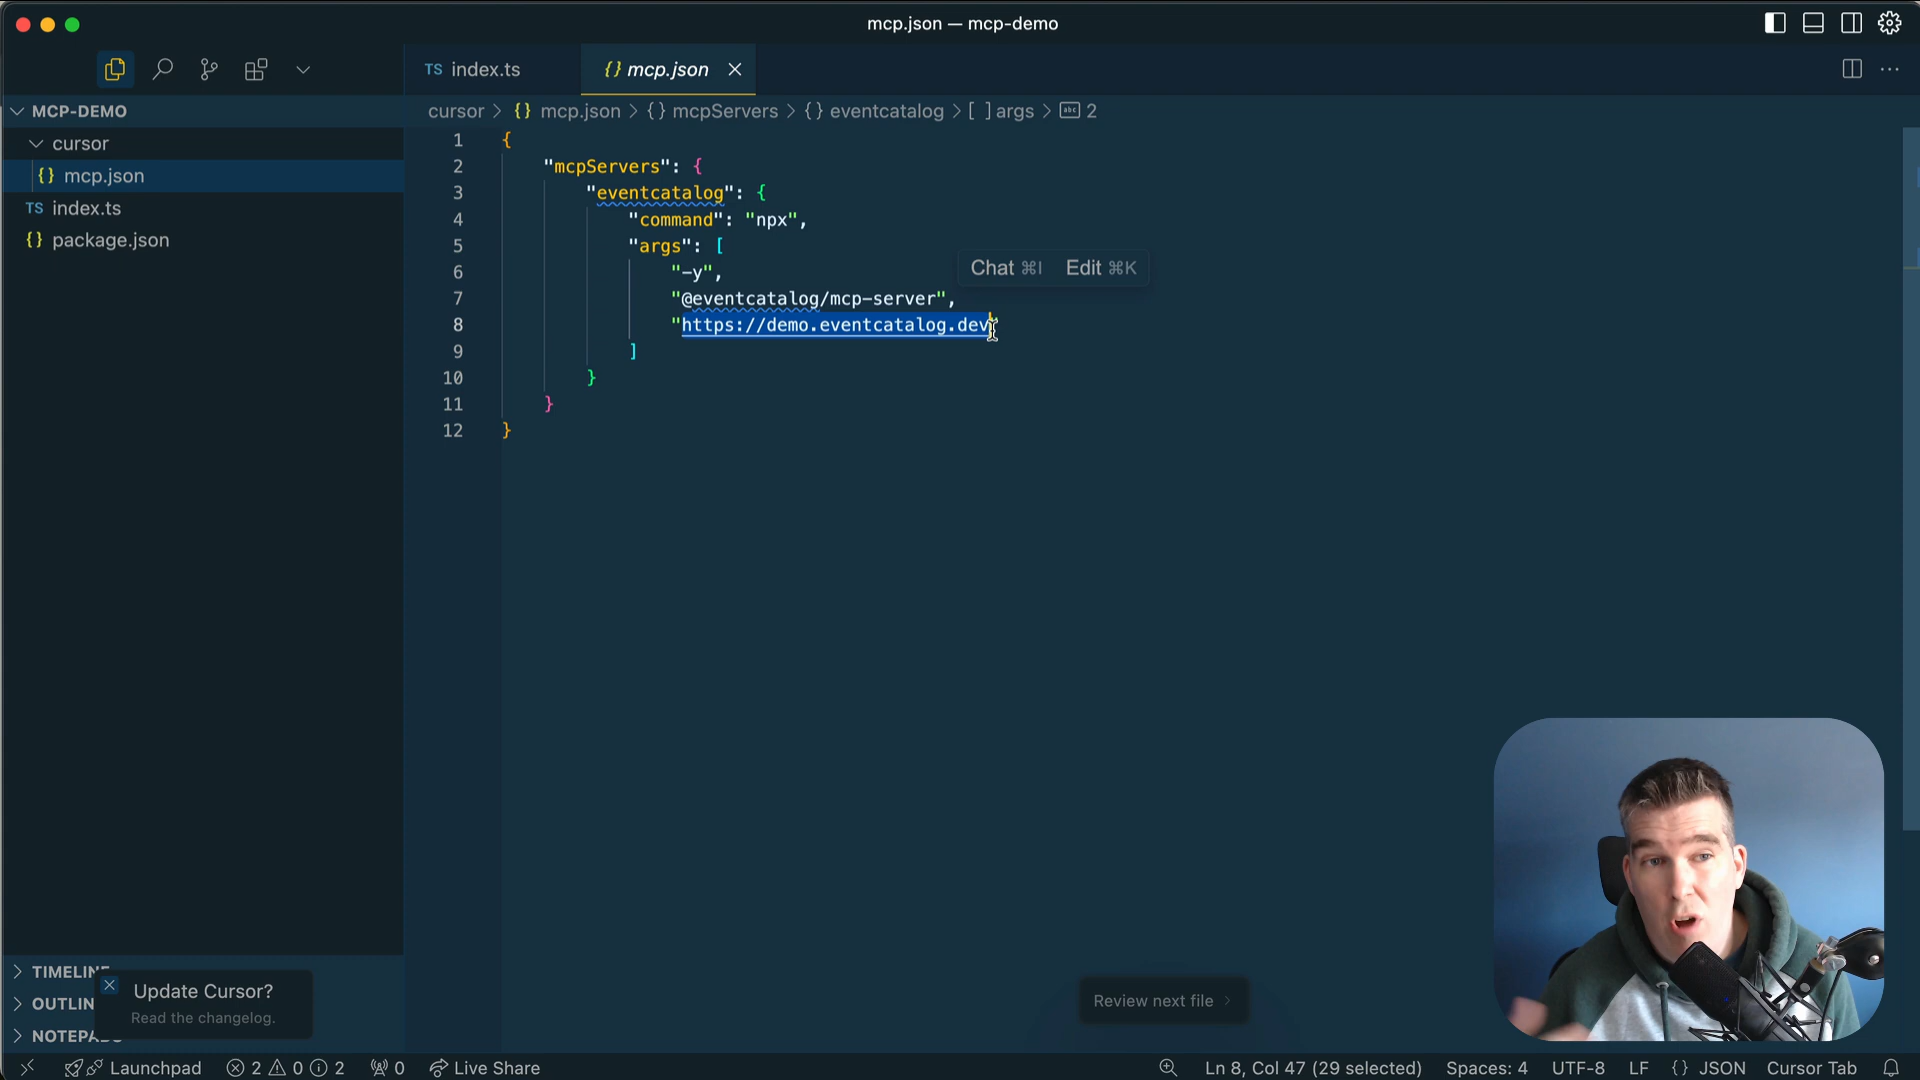 mcp.json — mcp-demo
TS index.ts
{} mcp.json
MCP-DEMO
cursor
{} mcp.json
TS index.ts
{} package.json
cursor > {} mcp.json > {} mcpServers > {} eventcatalog > [ ] args > abc 2
1 {
2 "mcpServers": {
3 "eventcatalog": {
4 "command": "npx",
5 "args": [
6 "-y",
7 "@eventcatalog/mcp-server",
8 "https://demo.eventcatalog.dev"
9 ]
10 }
11 }
12 }
Chat ⌘I Edit ⌘K
TIMELINE
OUTLIN
NOTEPADS
Update Cursor?
Read the changelog.
Review next file >
Launchpad 2 0 2 0 Live Share
Ln 8, Col 47 (29 selected) Spaces: 4 UTF-8 LF {} JSON Cursor Tab